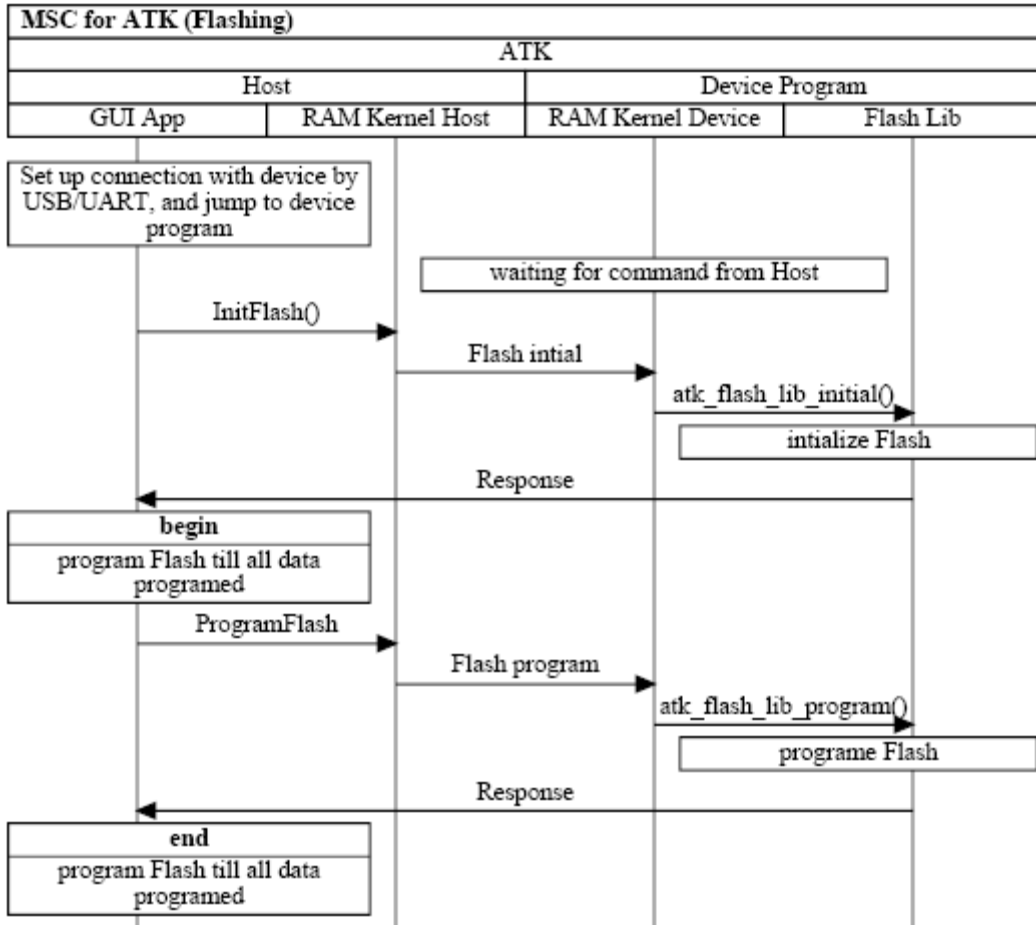 MSC for ATK (Flashing)
ATK
Host
Device Program
GUI App
RAM Kernel Host
RAM Kernel Device
Flash Lib
Set up connection with device by
USB/UART, and jump to device
program
waiting for command from Host
InitFlash()
Flash intial
atk_flash_lib_initial()
intialize Flash
Response
begin
program Flash till all data
programed
ProgramFlash
Flash program
atk_flash_lib_program()
programe Flash
Response
end
program Flash till all data
programed